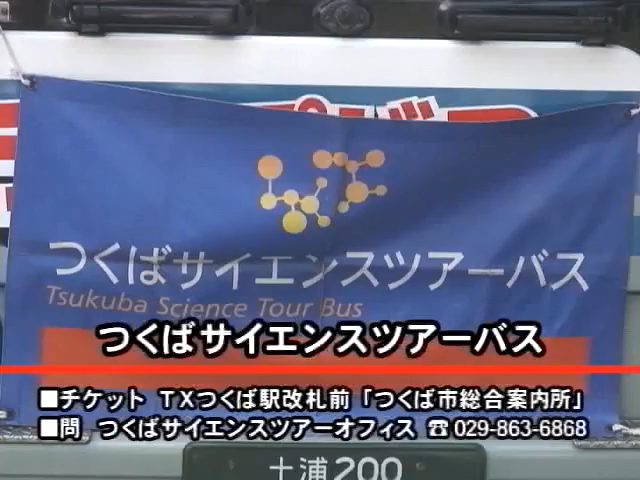 つくばサイエンスツアーバス
Tsukuba Science Tour Bus
つくばサイエンスツアーバス
■チケット TXつくば駅改札前「つくば市総合案内所」
■問 つくばサイエンスツアーオフィス ☎029-863-6868
土浦200